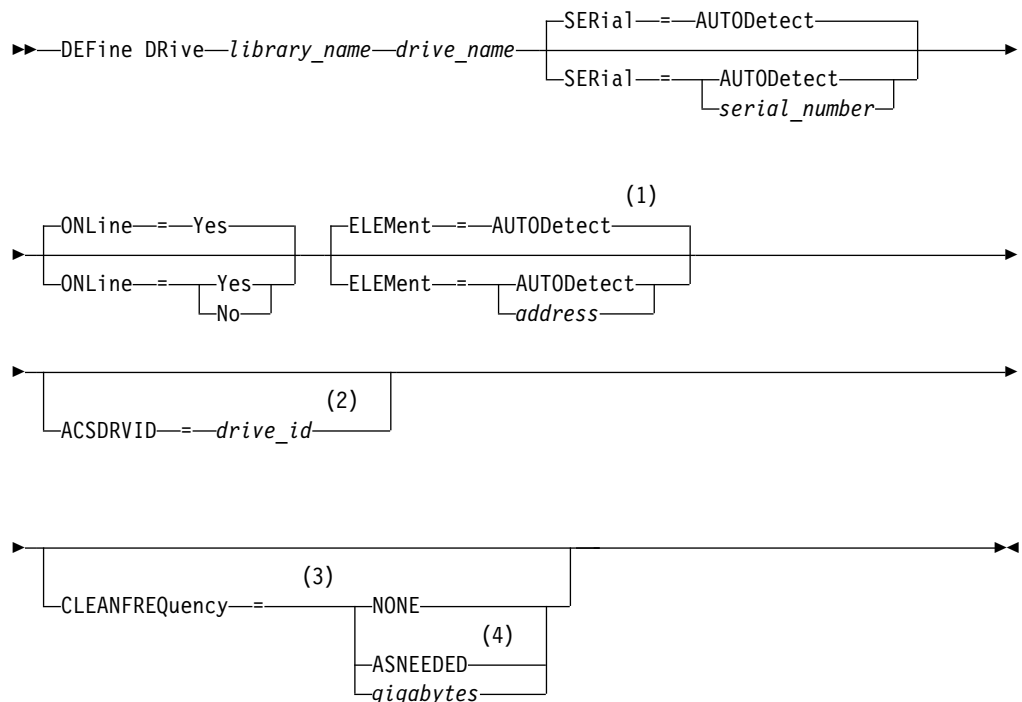 SERial = AUTODetect
DEFine DRive library_name drive_name
SERial = AUTODetect
serial_number
(1)
ONLine = Yes ELEMent = AUTODetect
ONLine = Yes ELEMent = AUTODetect
No address
(2)
ACSDRVID = drive_id
(3)
CLEANFREQuency = NONE
(4)
ASNEEDED
gigabytes